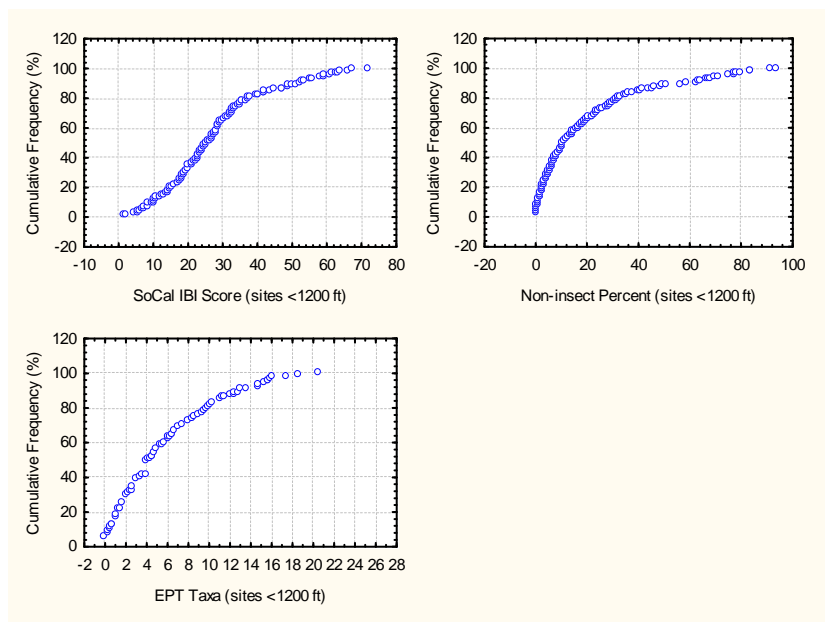 120
100
80
60
40
20
0
-20
Cumulative Frequency (%)
-10 0 10 20 30 40 50 60 70 80
SoCal IBI Score (sites <1200 ft)
120
100
80
60
40
20
0
-20
Cumulative Frequency (%)
-20 0 20 40 60 80 100
Non-insect Percent (sites <1200 ft)
120
100
80
60
40
20
0
Cumulative Frequency (%)
-2 0 2 4 6 8 10 12 14 16 18 20 22 24 26 28
EPT Taxa (sites <1200 ft)